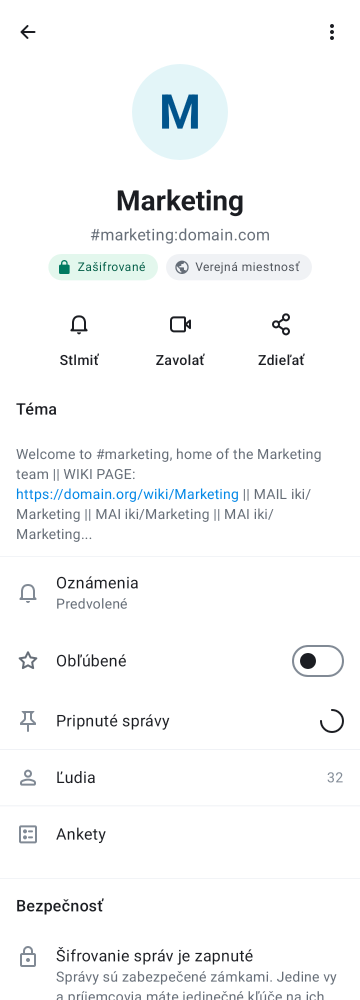 M
Marketing
#marketing:domain.com
Zašifrované
Verejná miestnosť
Stlmiť
Zavolať
Zdieľať
Téma
Welcome to #marketing, home of the Marketing
team || WIKI PAGE:
https://domain.org/wiki/Marketing || MAIL iki/
Marketing || MAI iki/Marketing || MAI iki/
Marketing...
Oznámenia
Predvolené
Obľúbené
Pripnuté správy
Ľudia 32
Ankety
Bezpečnosť
Šifrovanie správ je zapnuté
Správy sú zabezpečené zámkami. Jedine vy
a príjemcovia máte jedinečné kľúče na ich